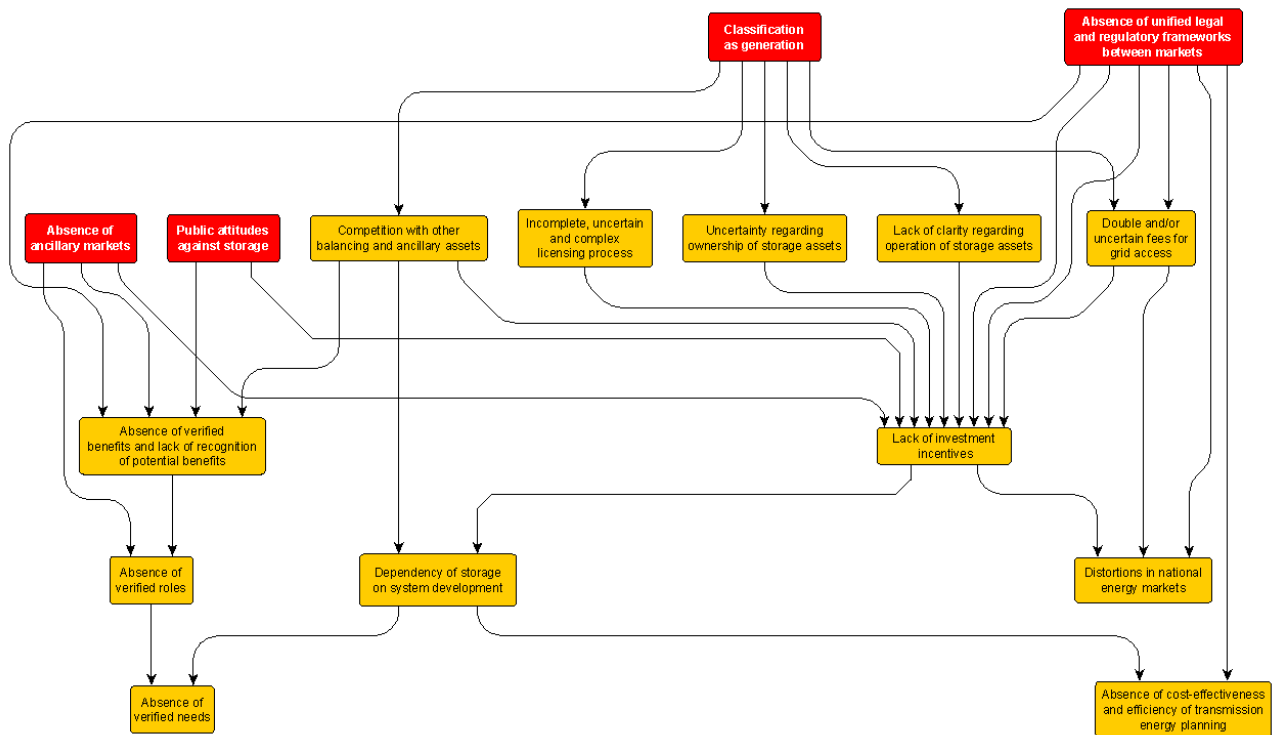 Classification
as generation
Absence of unified legal
and regulatory frameworks
between markets
Absence of
ancillary markets
Public attitudes
against storage
Competition with other
balancing and ancillary assets
Incomplete, uncertain
and complex
licensing process
Uncertainty regarding
ownership of storage assets
Lack of clarity regarding
operation of storage assets
Double and/or
uncertain fees for
grid access
Absence of verified
benefits and lack of recognition
of potential benefits
Lack of investment
incentives
Absence of
verified roles
Dependency of storage
on system development
Distortions in national
energy markets
Absence of
verified needs
Absence of cost-effectiveness
and efficiency of transmission
energy planning